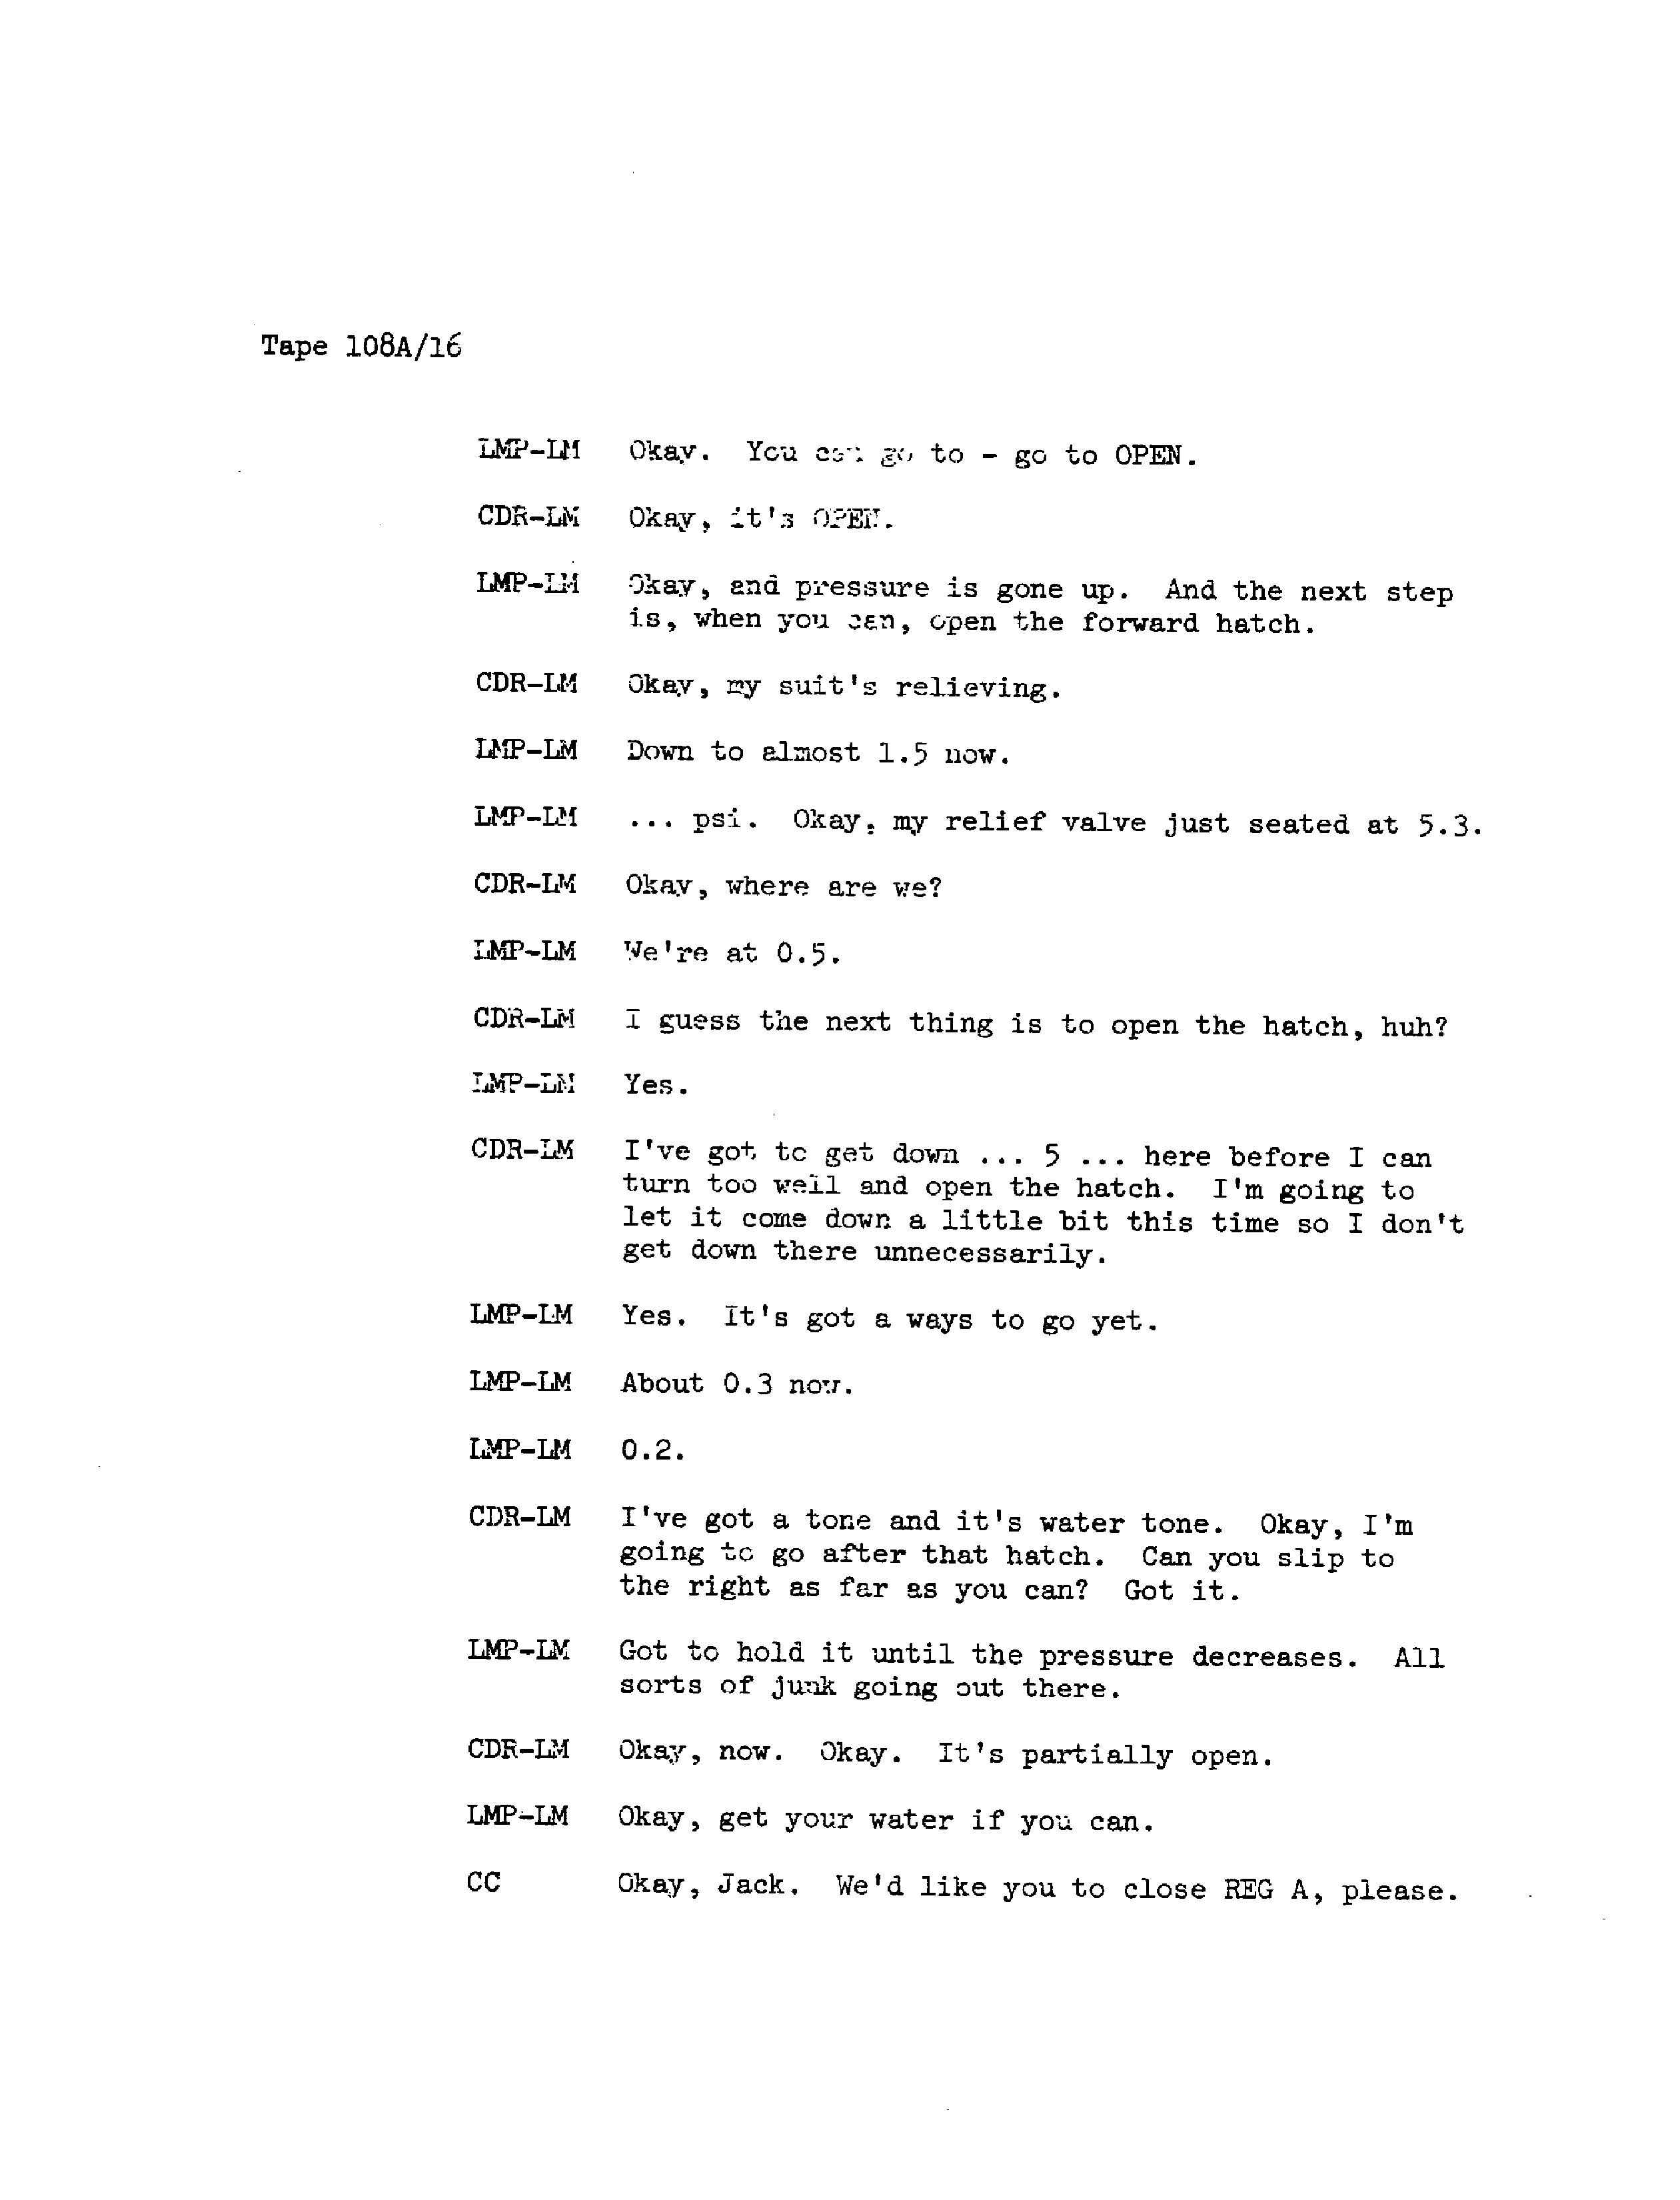 Tape 108A/16
LMP-LM Okay. You can go to - go to OPEN.
CDR-LM Okay, it's OPEN.
LMP-LM Okay, and pressure is gone up. And the next step
is, when you can, open the forward hatch.
CDR-LM Okay, my suit's relieving.
LMP-LM Down to almost 1.5 now.
LMP-LM ... psi. Okay, my relief valve just seated at 5.3.
CDR-LM Okay, where are we?
LMP-LM We're at 0.5.
CDR-LM I guess the next thing is to open the hatch, huh?
LMP-LM Yes.
CDR-LM I've got to get down ... 5 ... here before I can
turn too well and open the hatch. I'm going to
let it come down a little bit this time so I don't
get down there unnecessarily.
LMP-LM Yes. It's got a ways to go yet.
LMP-LM About 0.3 now.
LMP-LM 0.2.
CDR-LM I've got a tone and it's water tone. Okay, I'm
going to go after that hatch. Can you slip to
the right as far as you can? Got it.
LMP-LM Got to hold it until the pressure decreases. All
sorts of junk going out there.
CDR-LM Okay, now. Okay. It's partially open.
LMP-LM Okay, get your water if you can.
CC Okay, Jack. We'd like you to close REG A, please.